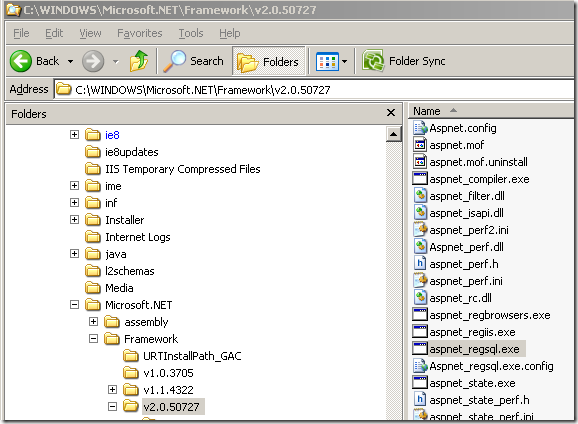 C:\WINDOWS\Microsoft.NET\Framework\v2.0.50727
File Edit View Favorites Tools Help
Back Search Folders Folder Sync
Address C:\WINDOWS\Microsoft.NET\Framework\v2.0.50727
Folders
ie8
ie8updates
IIS Temporary Compressed Files
ime
inf
Installer
Internet Logs
java
l2schemas
Media
Microsoft.NET
assembly
Framework
URTInstallPath_GAC
v1.0.3705
v1.1.4322
v2.0.50727
Name
Aspnet.config
aspnet.mof
aspnet.mof.uninstall
aspnet_compiler.exe
aspnet_filter.dll
aspnet_isapi.dll
aspnet_perf2.ini
Aspnet_perf.dll
aspnet_perf.h
aspnet_perf.ini
aspnet_rc.dll
aspnet_regbrowsers.exe
aspnet_regiis.exe
aspnet_regsql.exe
Aspnet_regsql.exe.config
aspnet_state.exe
aspnet_state_perf.h
aspnet_state_perf.ini